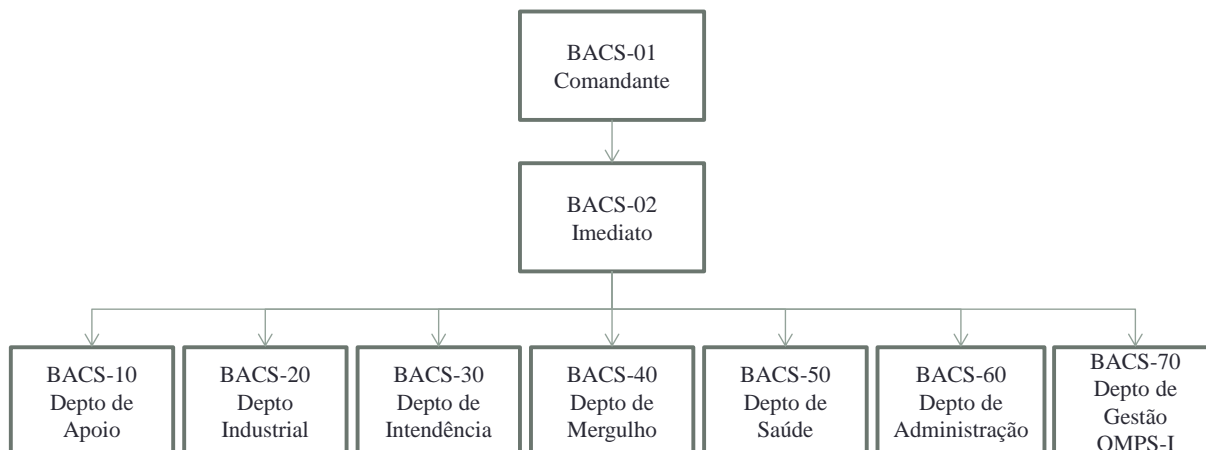 BACS-01
Comandante
BACS-02
Imediato
BACS-10
Depto de
Apoio
BACS-20
Depto
Industrial
BACS-30
Depto de
Intendência
BACS-40
Depto de
Mergulho
BACS-50
Depto de
Saúde
BACS-60
Depto de
Administração
BACS-70
Depto de
Gestão
OMPS-I